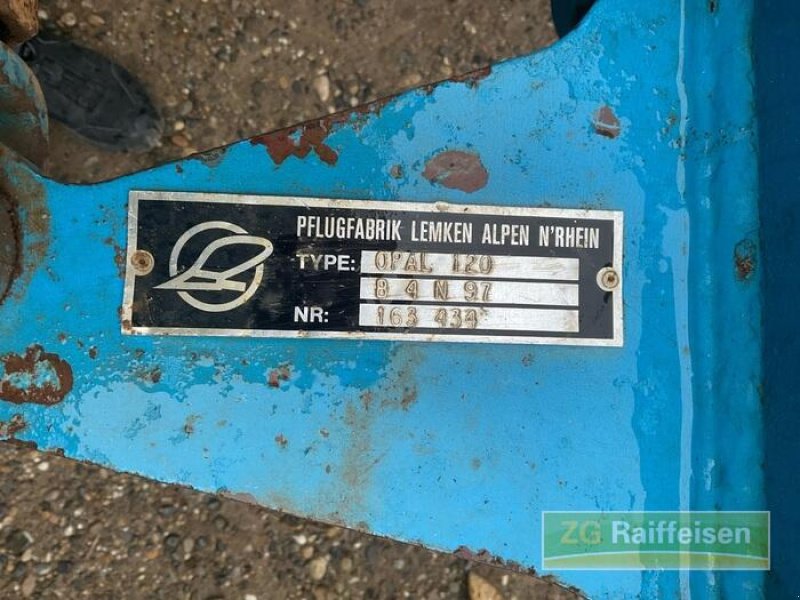 PFLUGFABRIK LEMKEN ALPEN N'RHEIN
TYPE: OPAL 120
8 4 N 97
NR: 163 434
ZG Raiffeisen